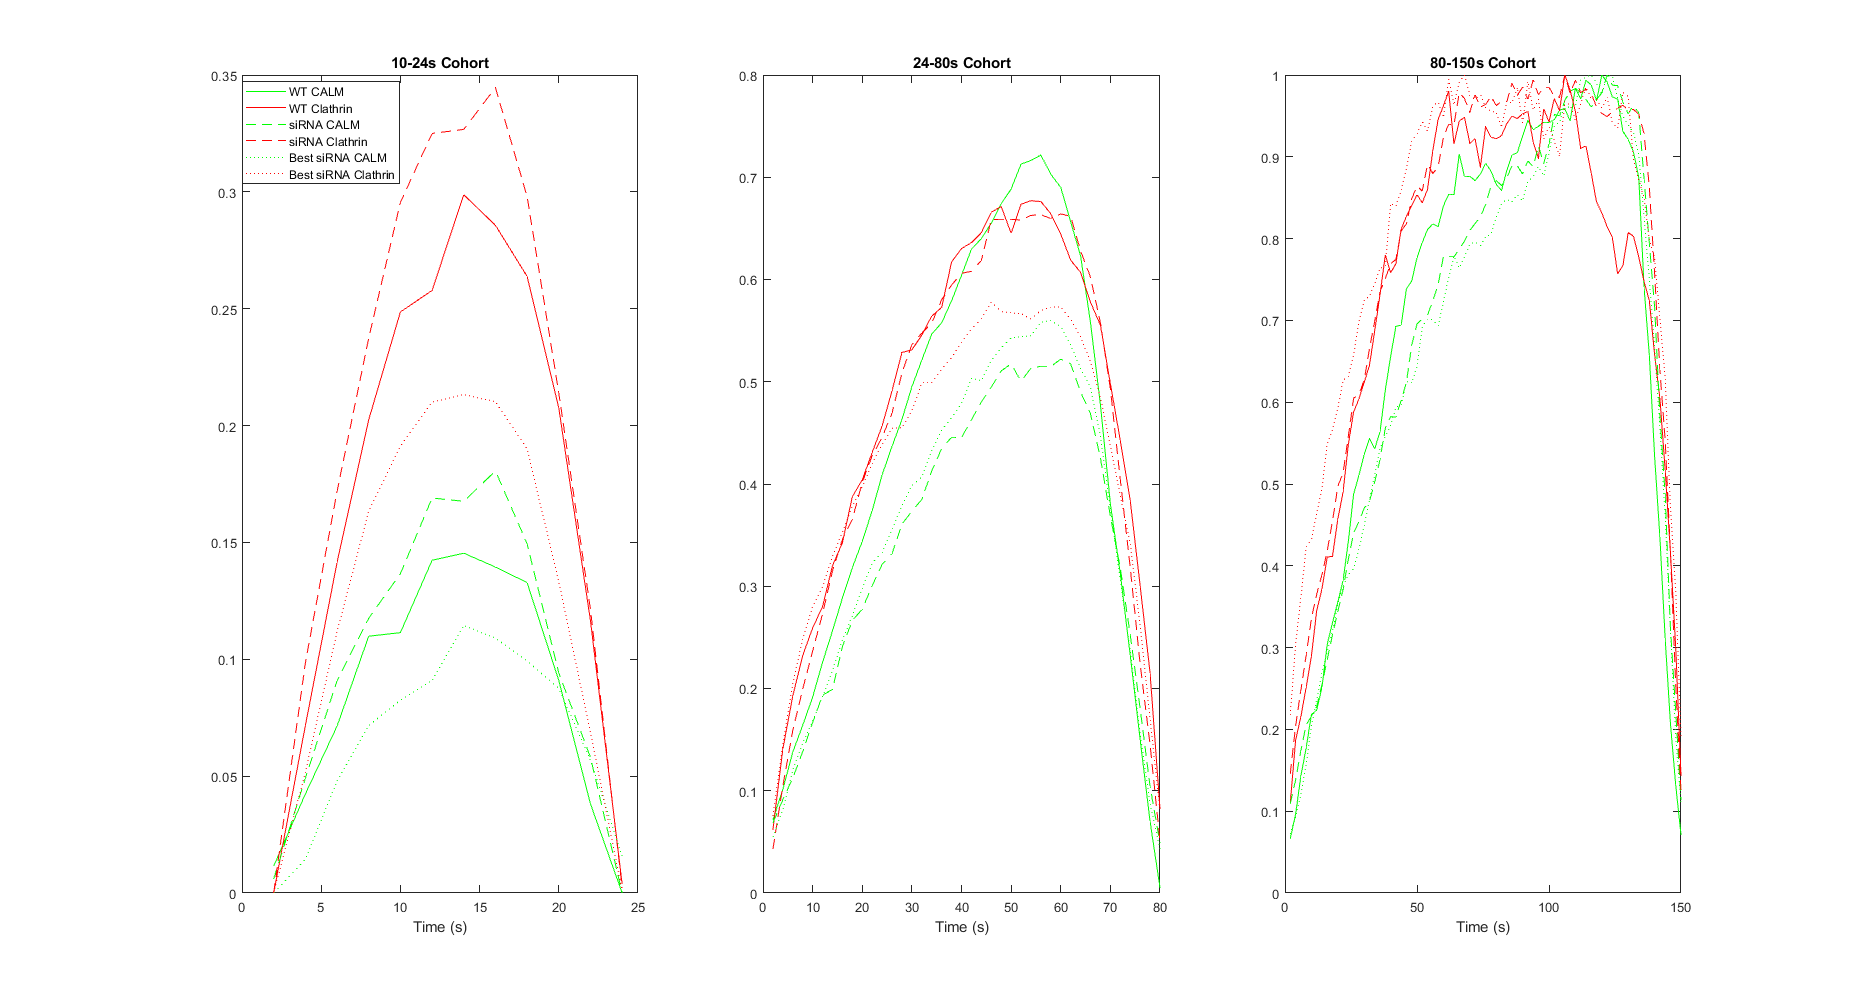 10-24s Cohort
0.35
0.3
0.25
0.2
0.15
0.1
0.05
0
WT CALM
WT Clathrin
siRNA CALM
siRNA Clathrin
Best siRNA CALM
Best siRNA Clathrin
0 5 10 15 20 25
Time (s)
24-80s Cohort
0.8
0.7
0.6
0.5
0.4
0.3
0.2
0.1
0
0 10 20 30 40 50 60 70 80
Time (s)
80-150s Cohort
1
0.9
0.8
0.7
0.6
0.5
0.4
0.3
0.2
0.1
0
0 50 100 150
Time (s)